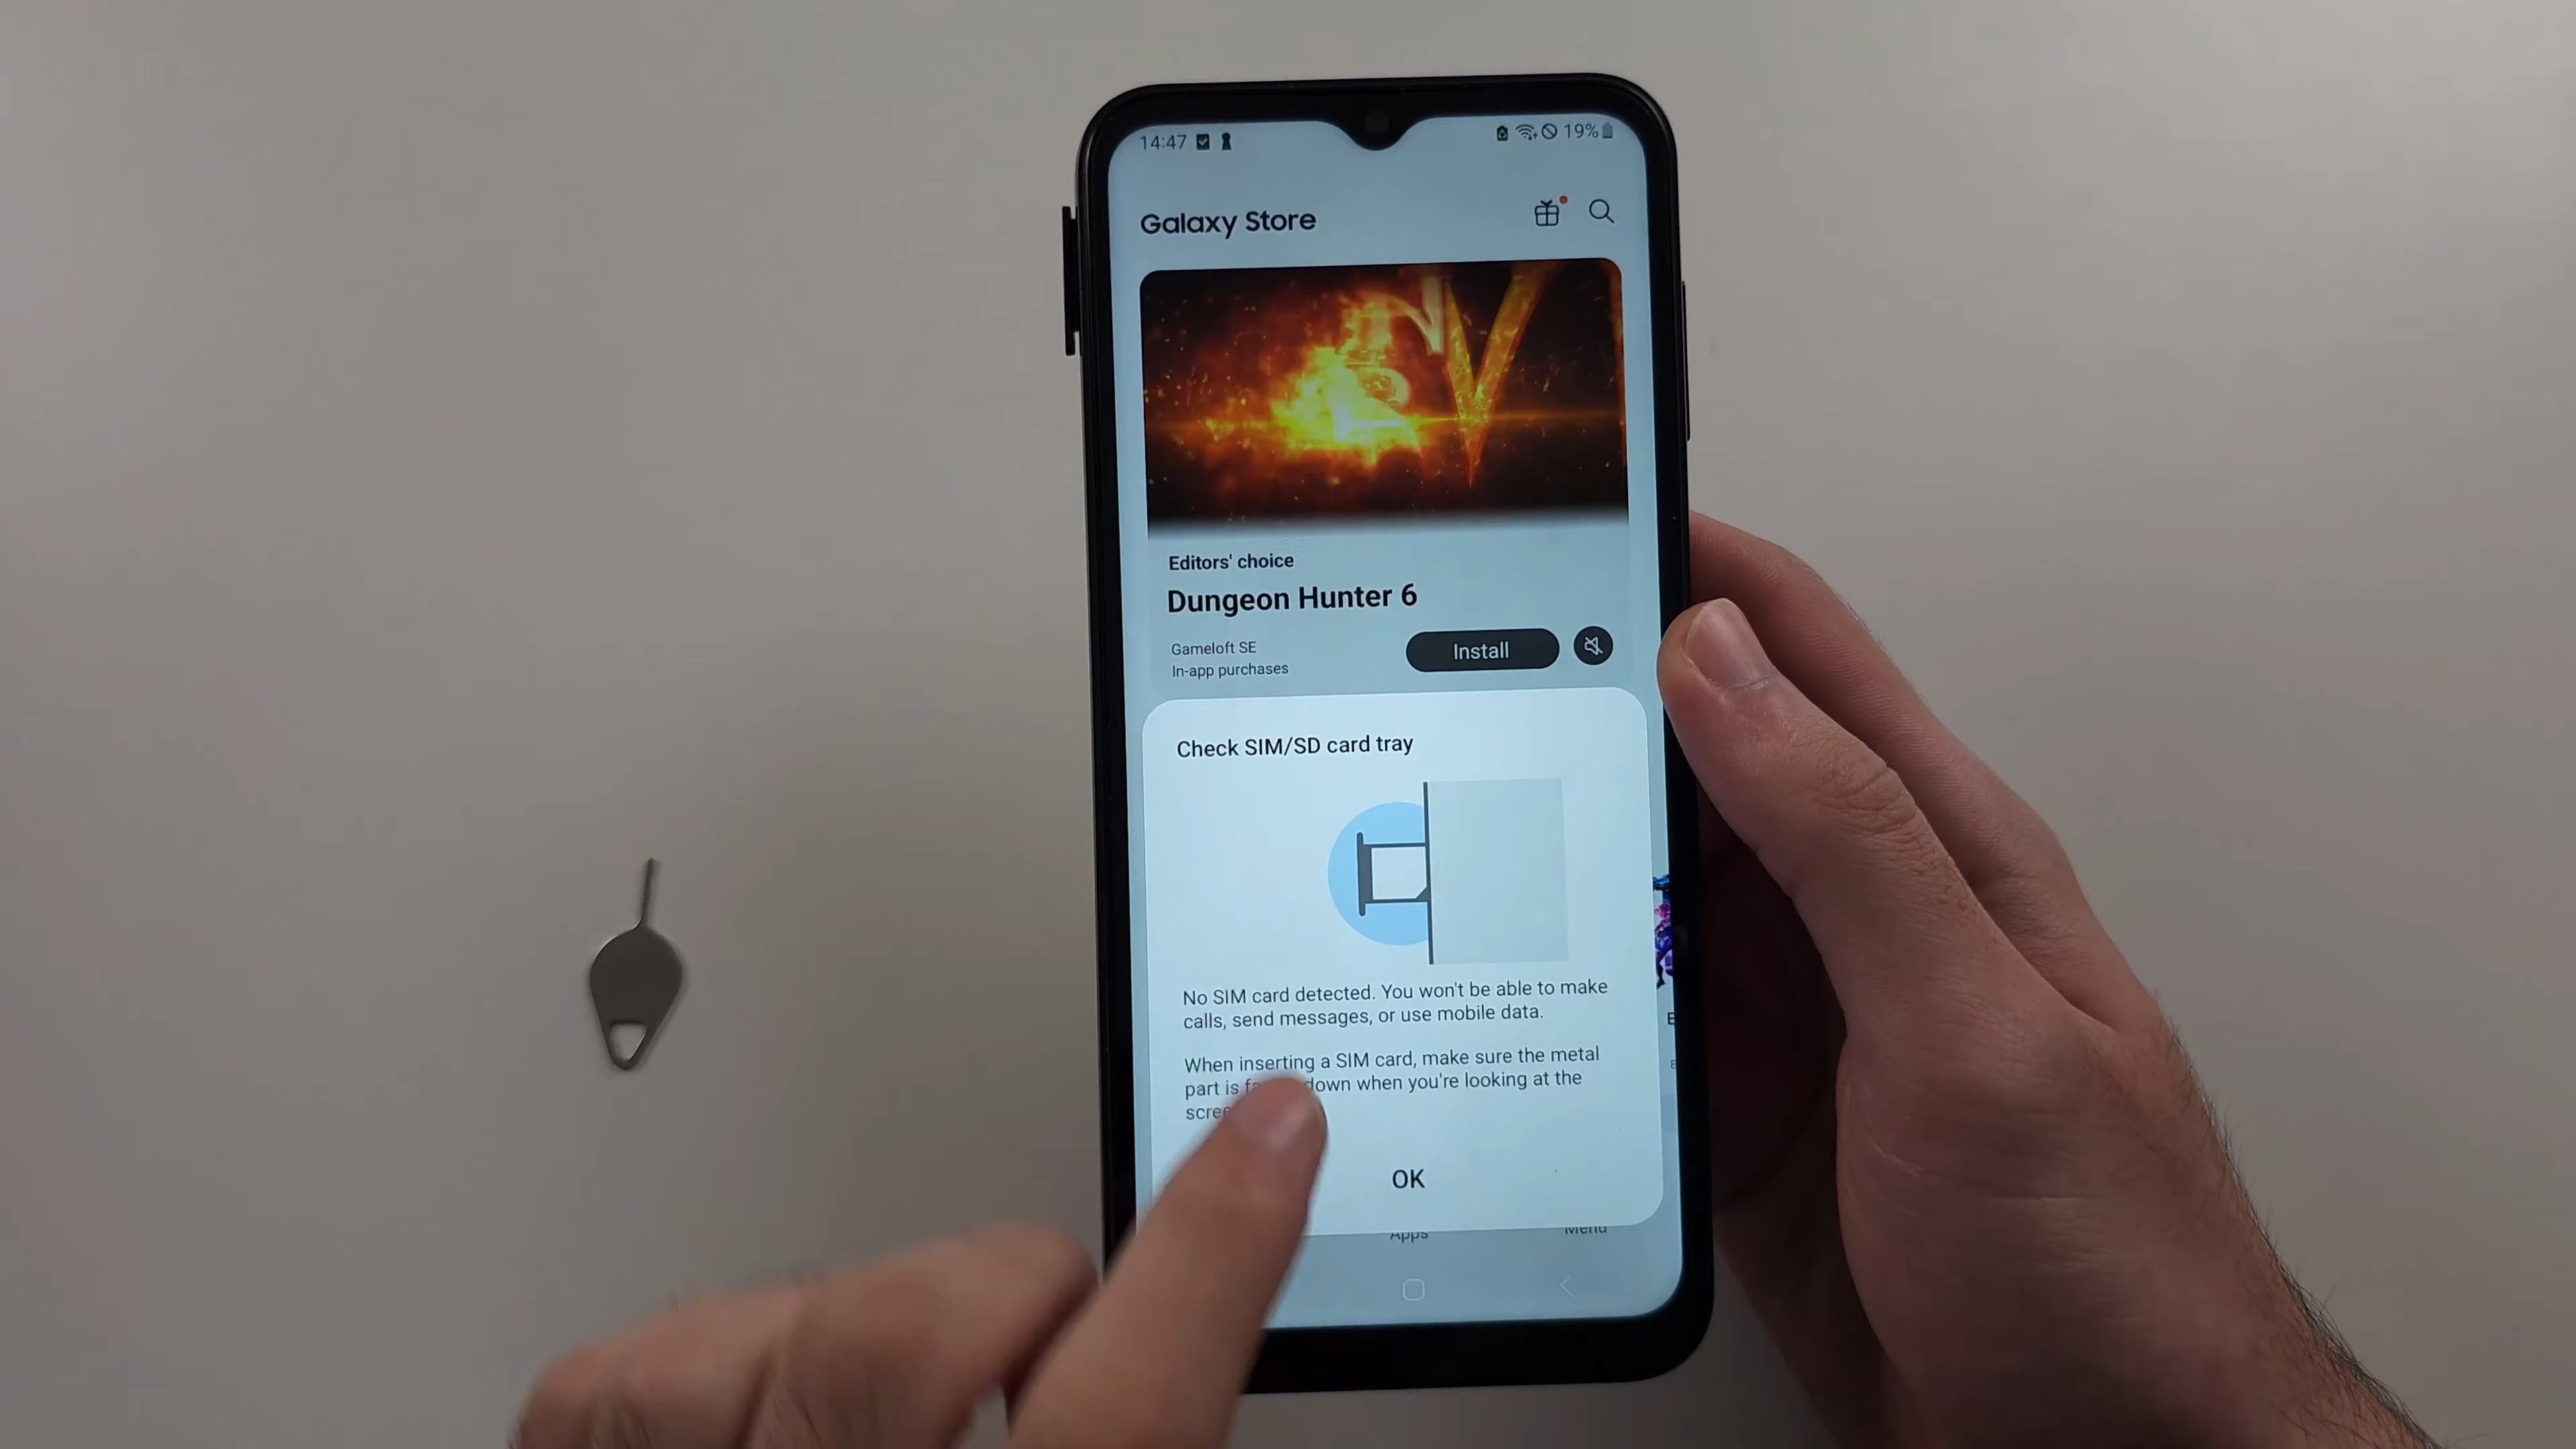 14:47
19%
Galaxy Store
Editors' choice
Dungeon Hunter 6
Gameloft SE
In-app purchases
Install
Check SIM/SD card tray
No SIM card detected. You won't be able to make
calls, send messages, or use mobile data.
When inserting a SIM card, make sure the metal
part is down when you're looking at the
OK
Apps
Menu